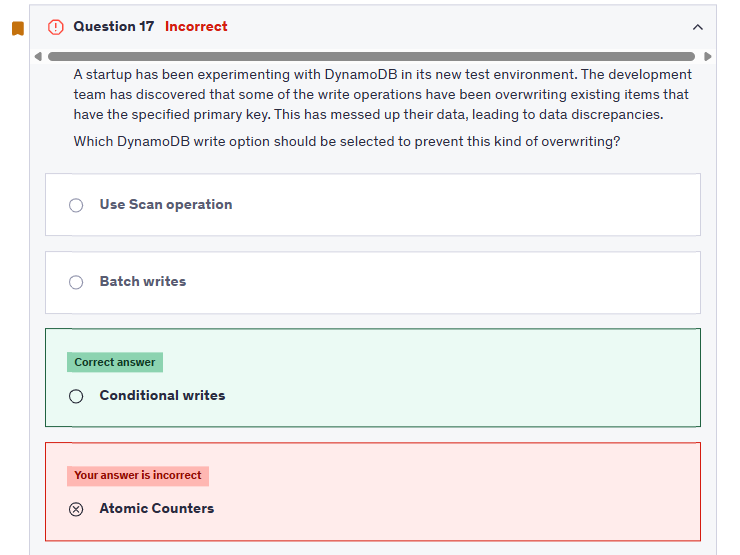 Question 17 Incorrect
A startup has been experimenting with DynamoDB in its new test environment. The development
team has discovered that some of the write operations have been overwriting existing items that
have the specified primary key. This has messed up their data, leading to data discrepancies.
Which DynamoDB write option should be selected to prevent this kind of overwriting?
Use Scan operation
Batch writes
Correct answer
Conditional writes
Your answer is incorrect
Atomic Counters